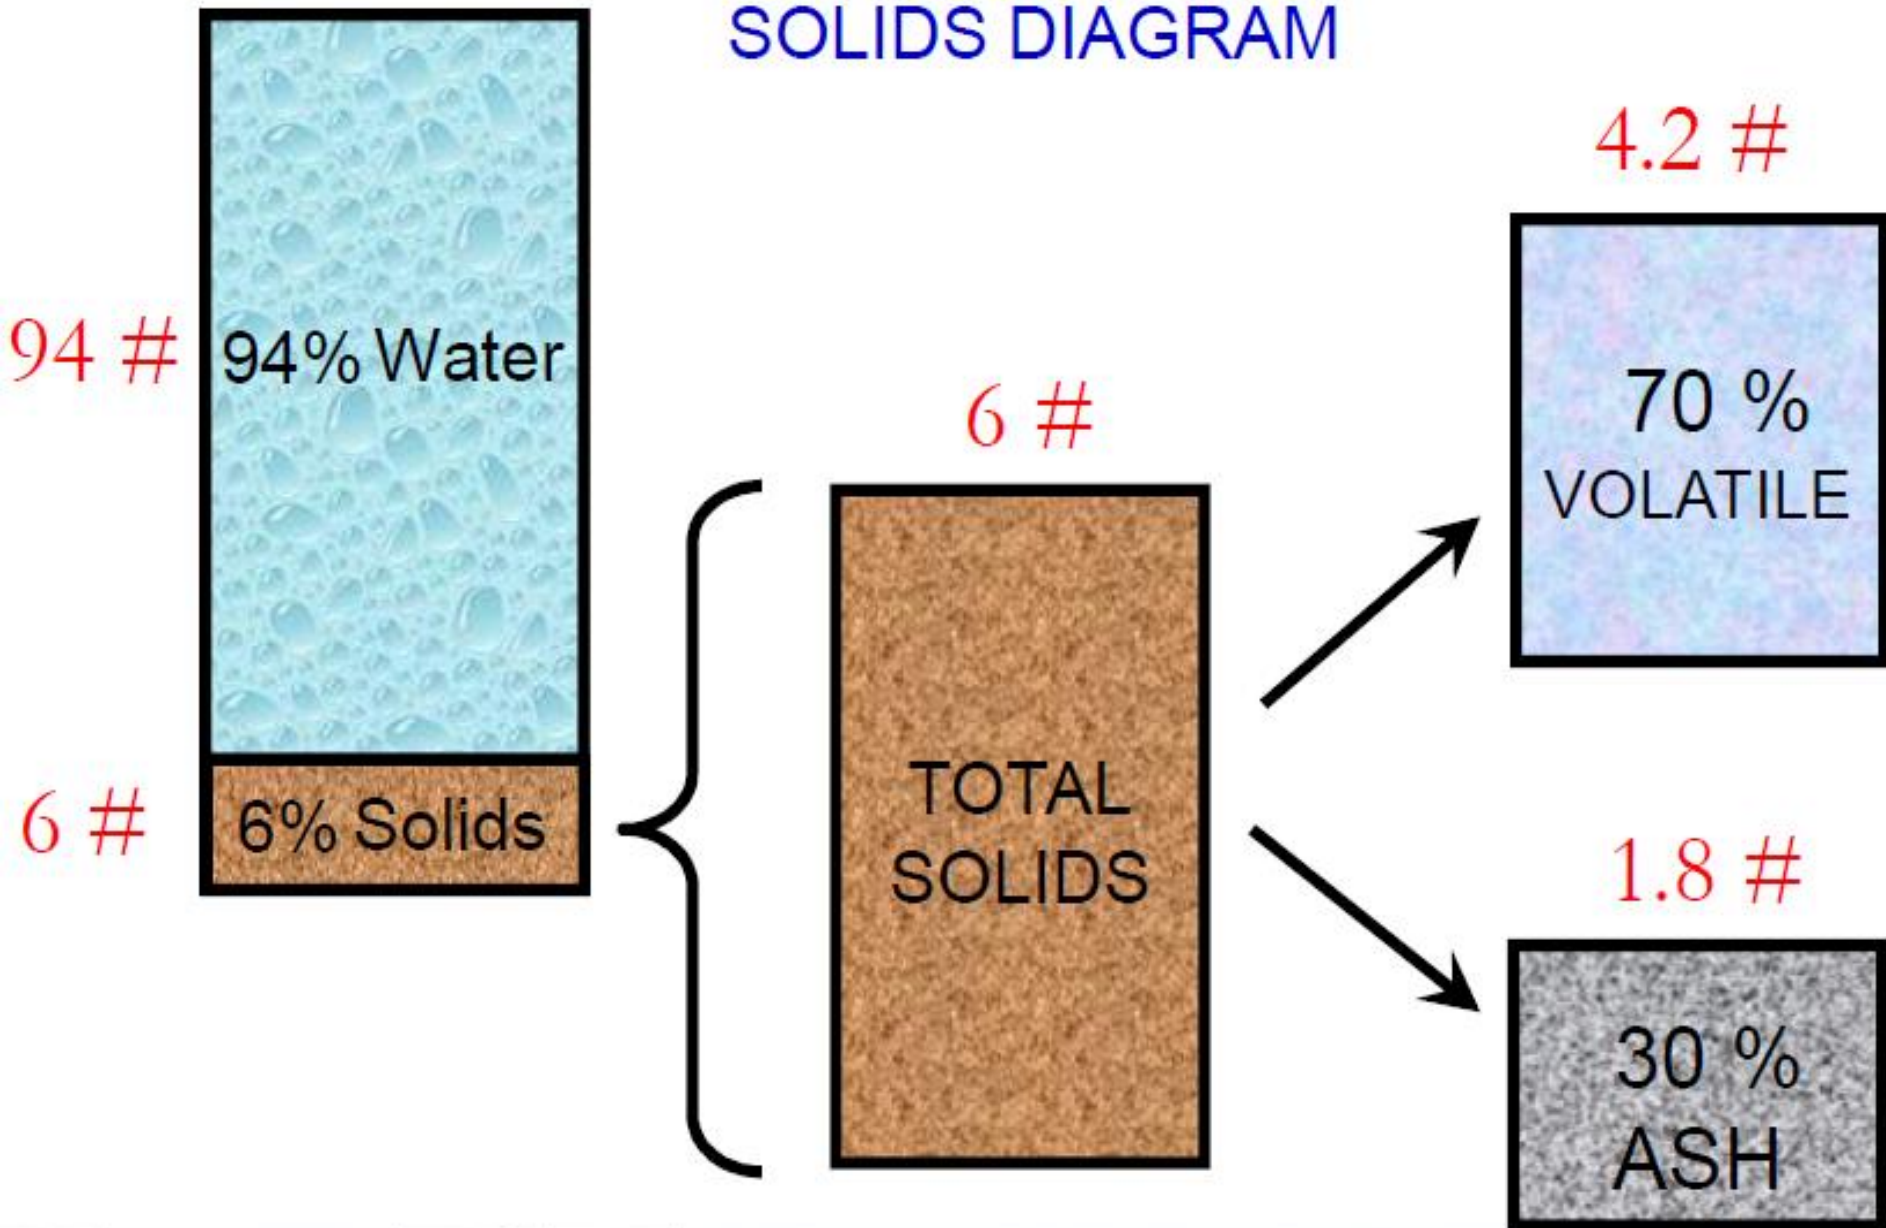 SOLIDS DIAGRAM
94 #
94% Water
6 #
6% Solids
6 #
TOTAL
SOLIDS
4.2 #
70 %
VOLATILE
1.8 #
30 %
ASH